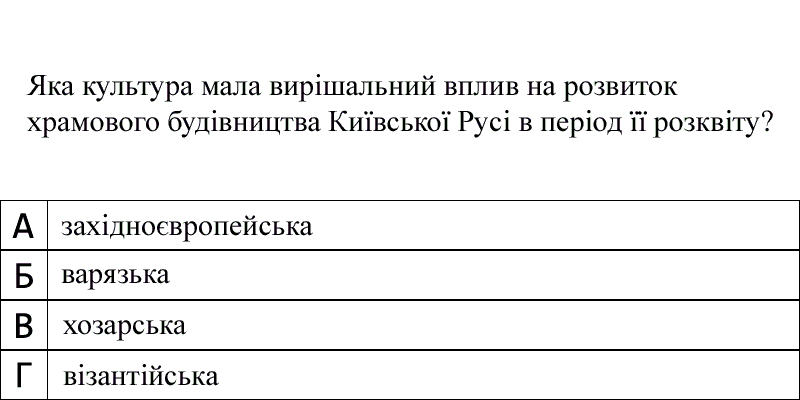 Яка культура мала вирішальний вплив на розвиток
храмового будівництва Київської Русі в період її розквіту?
А західноєвропейська
Б варязька
В хозарська
Г візантійська